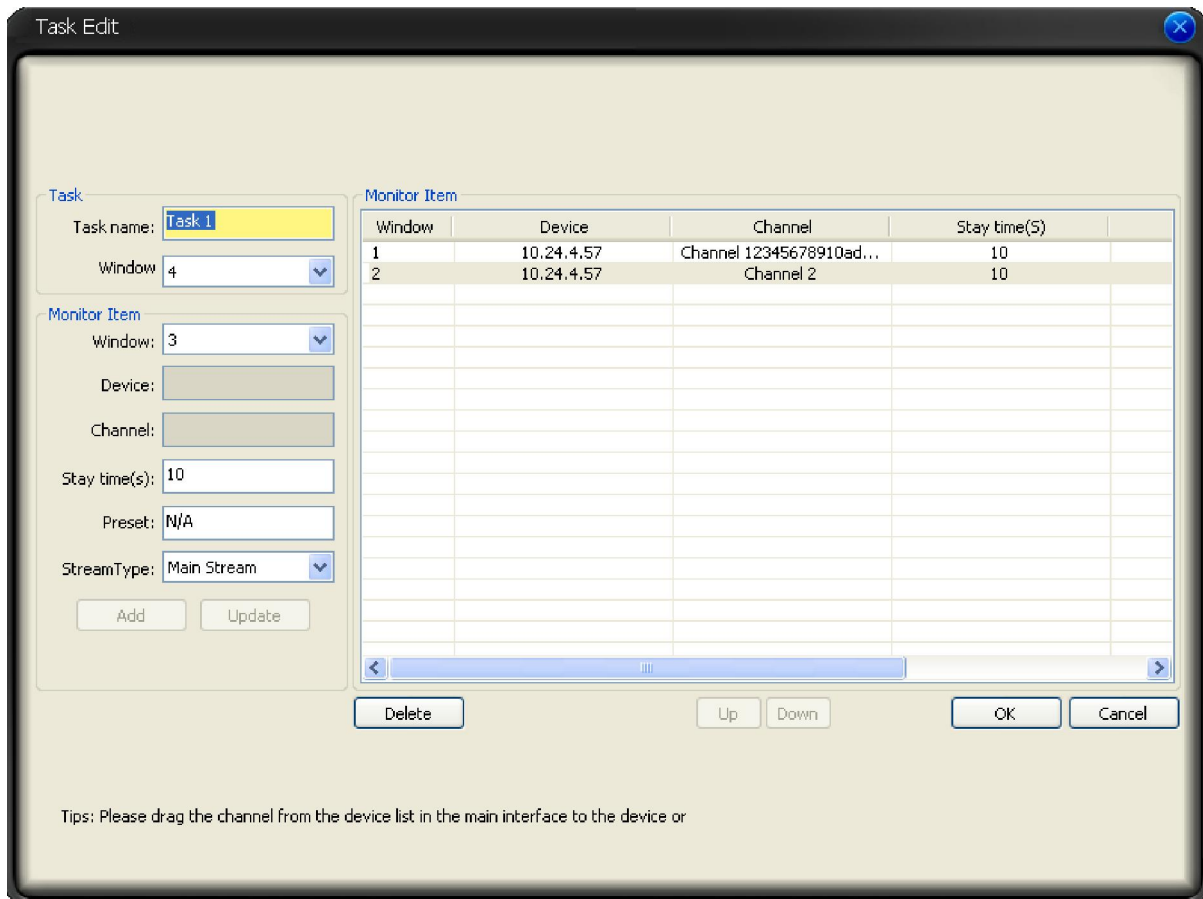 Task Edit
Task
Task name: Task 1
Window 4
Monitor Item
Window: 3
Device:
Channel:
Stay time(s): 10
Preset: N/A
StreamType: Main Stream
Add Update
Monitor Item
Window Device Channel Stay time(S)
1 10.24.4.57 Channel 12345678910ad... 10
2 10.24.4.57 Channel 2 10
Delete Up Down OK Cancel
Tips: Please drag the channel from the device list in the main interface to the device or